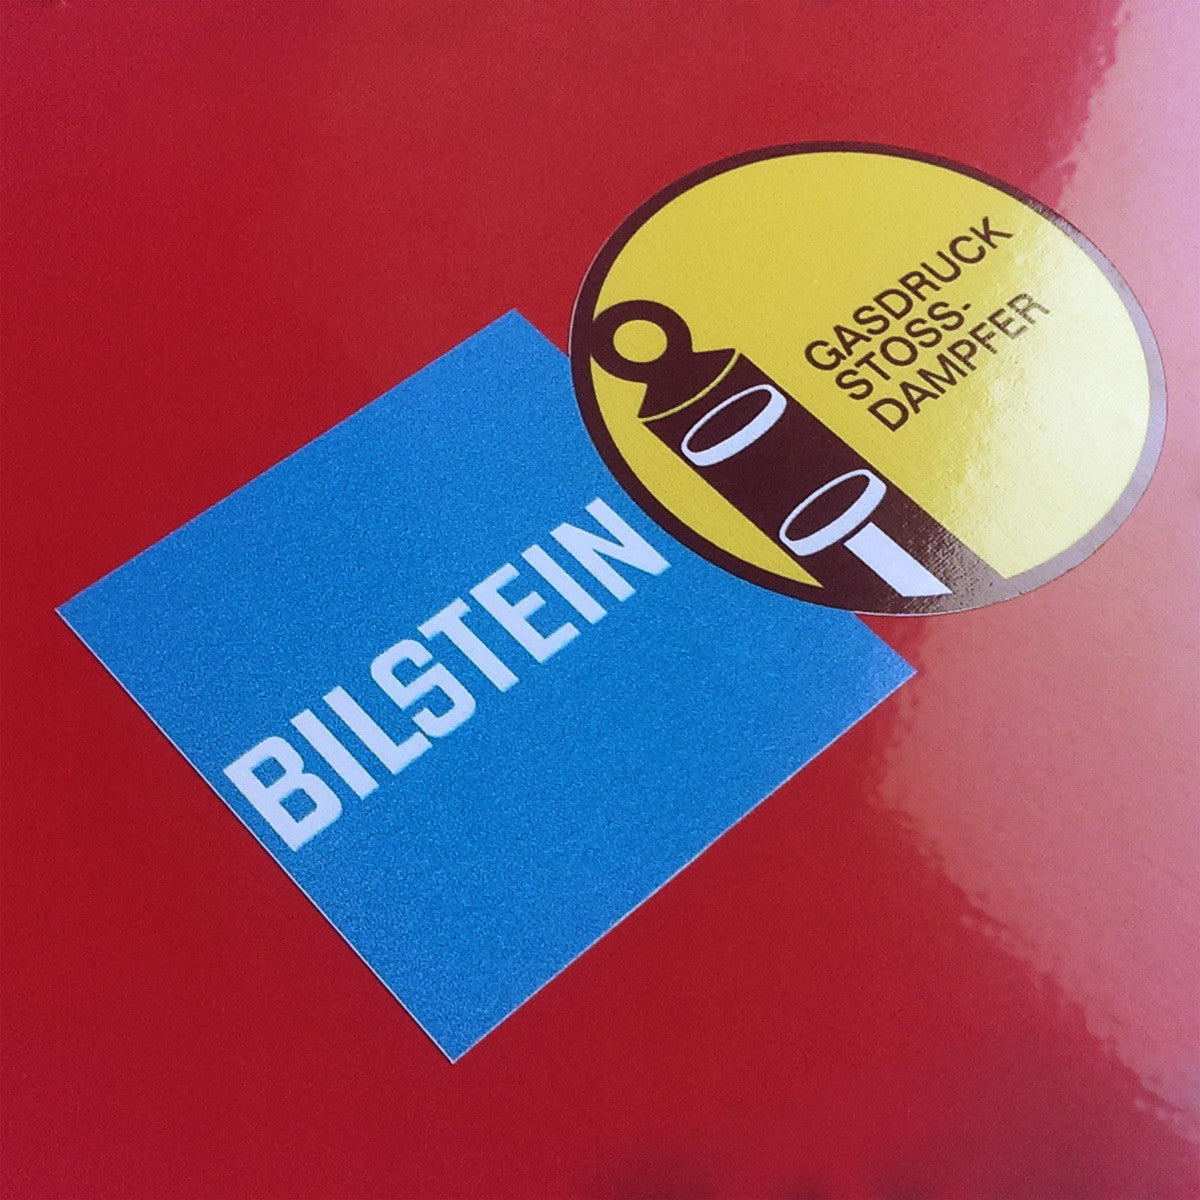 BILSTEIN
GASDRUCK
STOSS-
DAMPFER